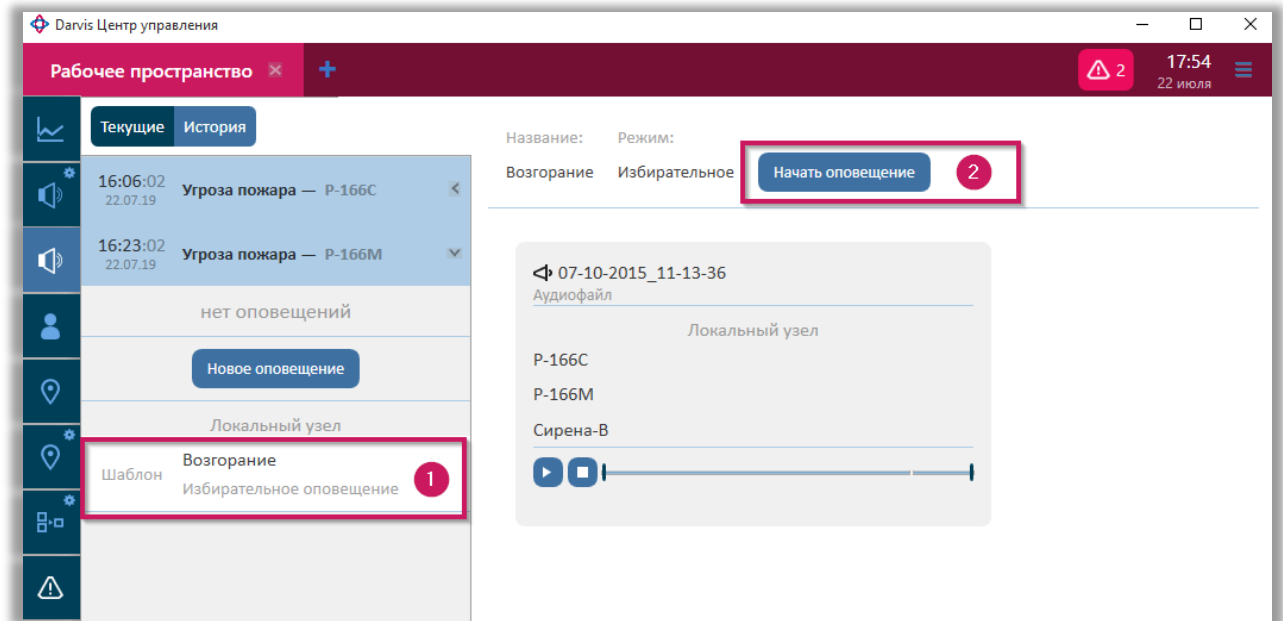 Darvis Центр управления
Рабочее пространство
2
17:54
22 июля
Текущие История
16:06:02
22.07.19
Угроза пожара — Р-166С
16:23:02
22.07.19
Угроза пожара — Р-166М
нет оповещений
Новое оповещение
Локальный узел
Шаблон
Возгорание
Избирательное оповещение
1
Название: Режим:
Возгорание Избирательное Начать оповещение 2
07-10-2015_11-13-36
Аудиофайл
Локальный узел
Р-166С
Р-166М
Сирена-В